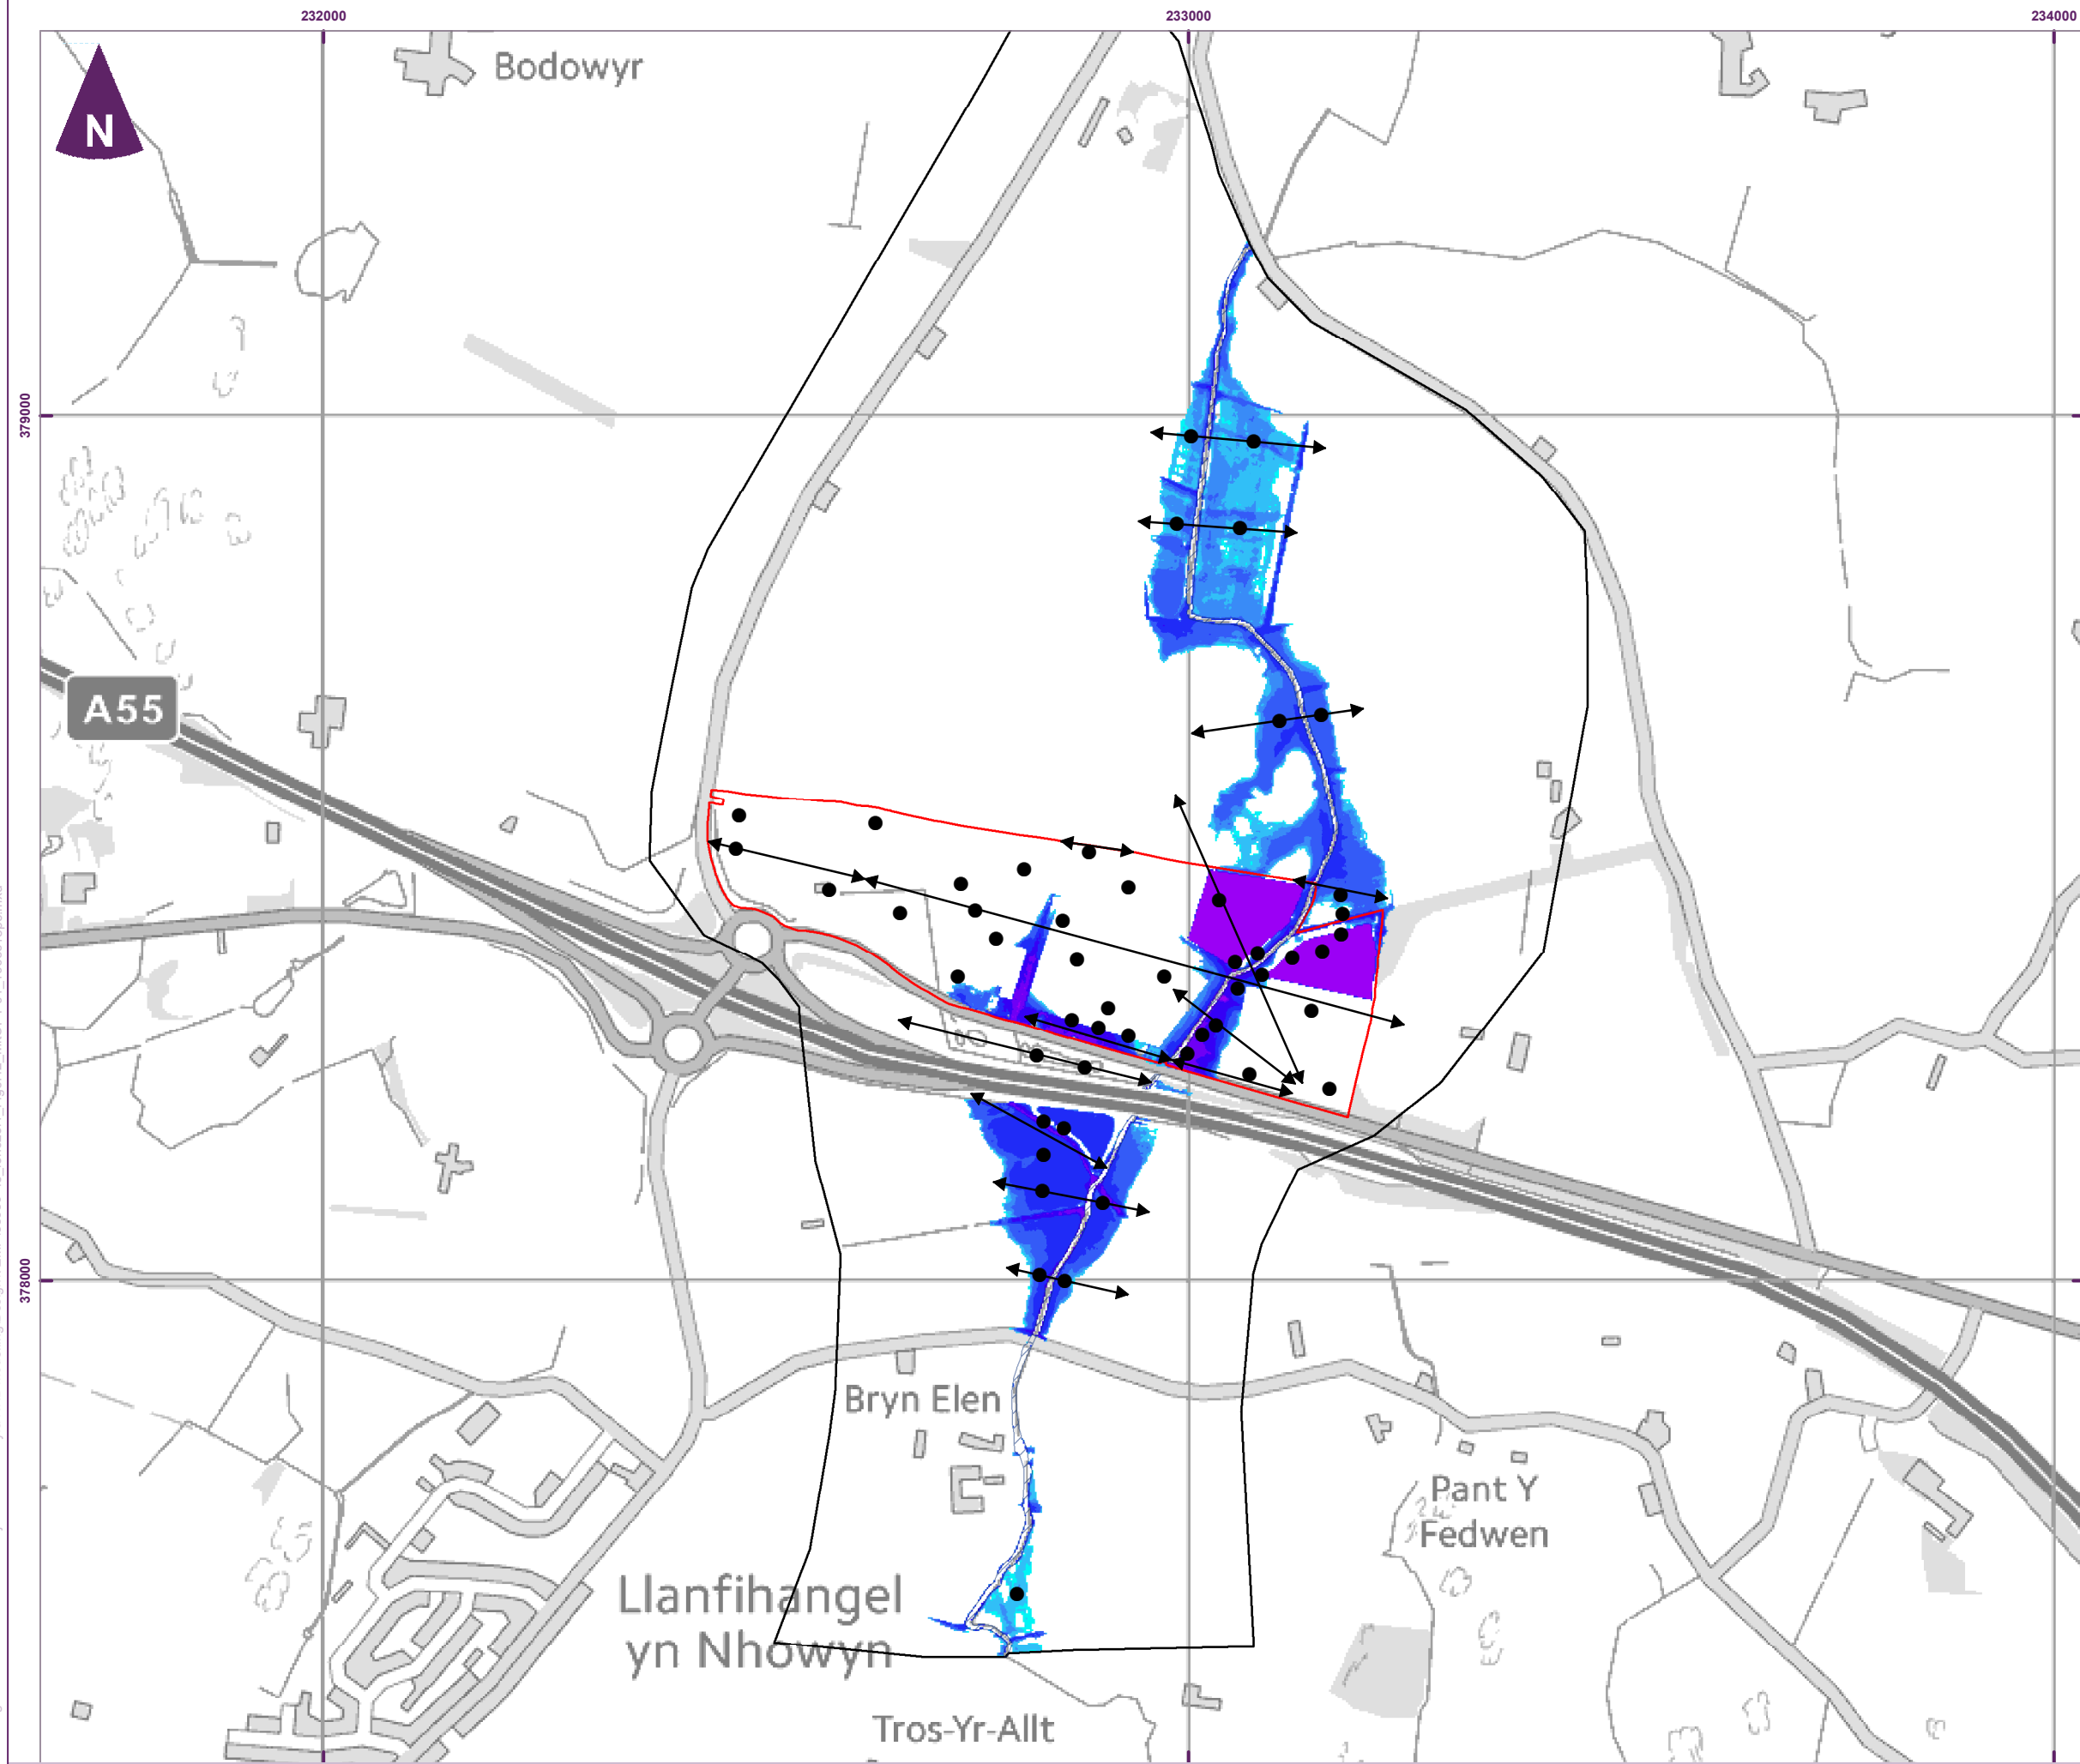 232000
233000
234000
Bodowyr
N
379000
A55
378000
Bryn Elen
Pant Y
Fedwen
Llanfihangel
yn Nhowyn
Tros-Yr-Allt